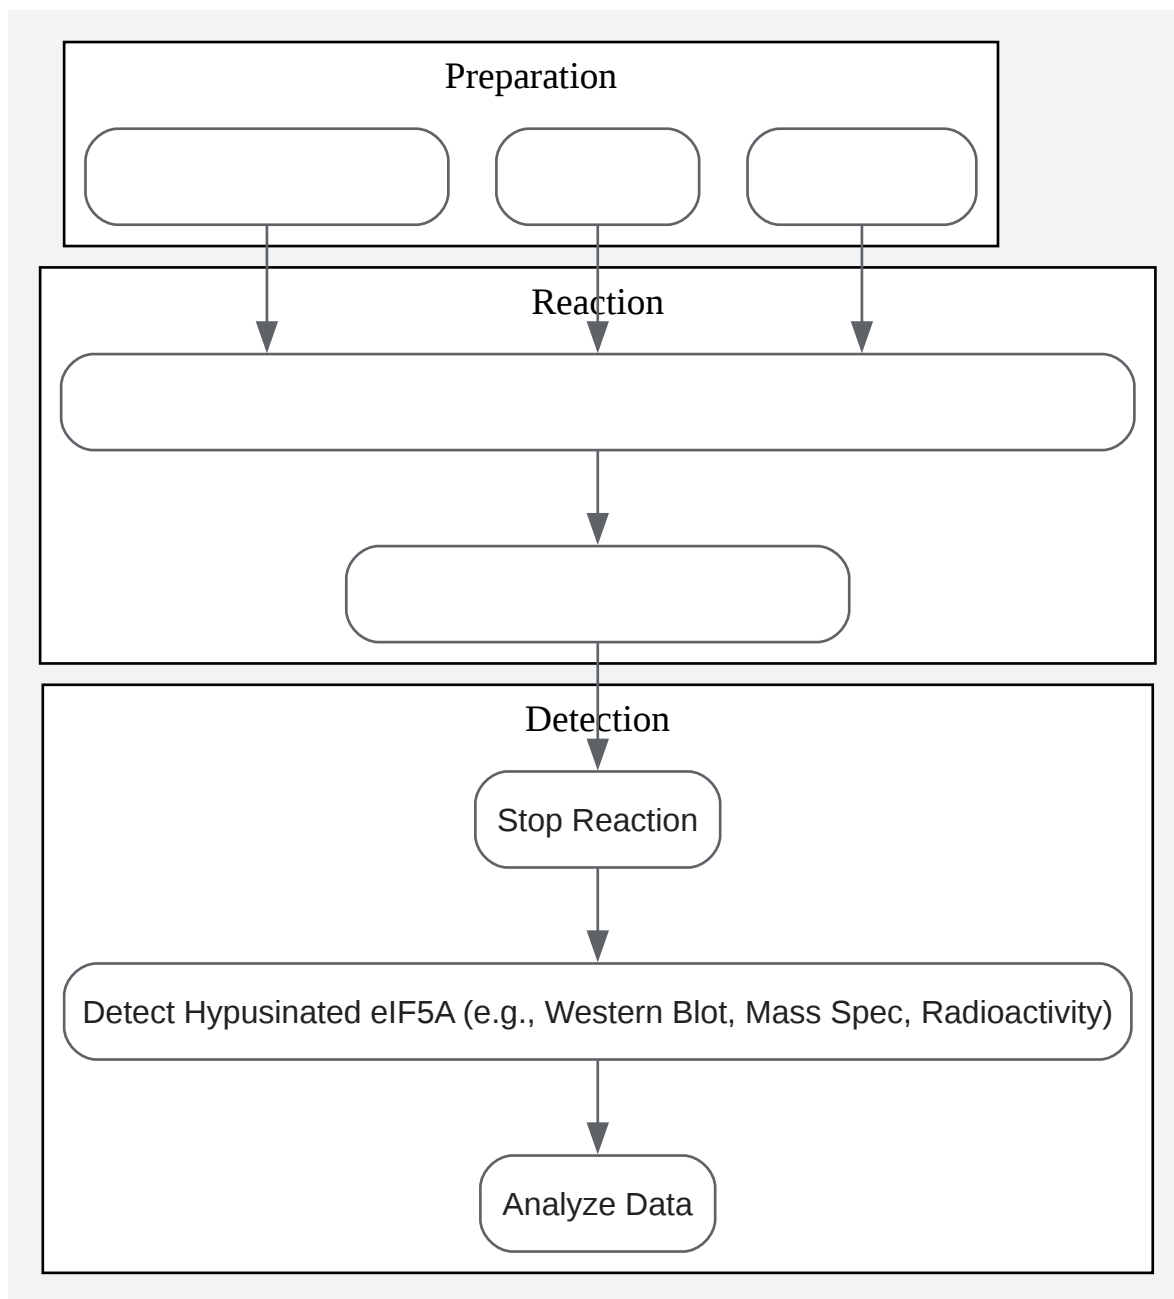 Preparation
Reaction
Detection
Stop Reaction
Detect Hypusinated eIF5A (e.g., Western Blot, Mass Spec, Radioactivity)
Analyze Data